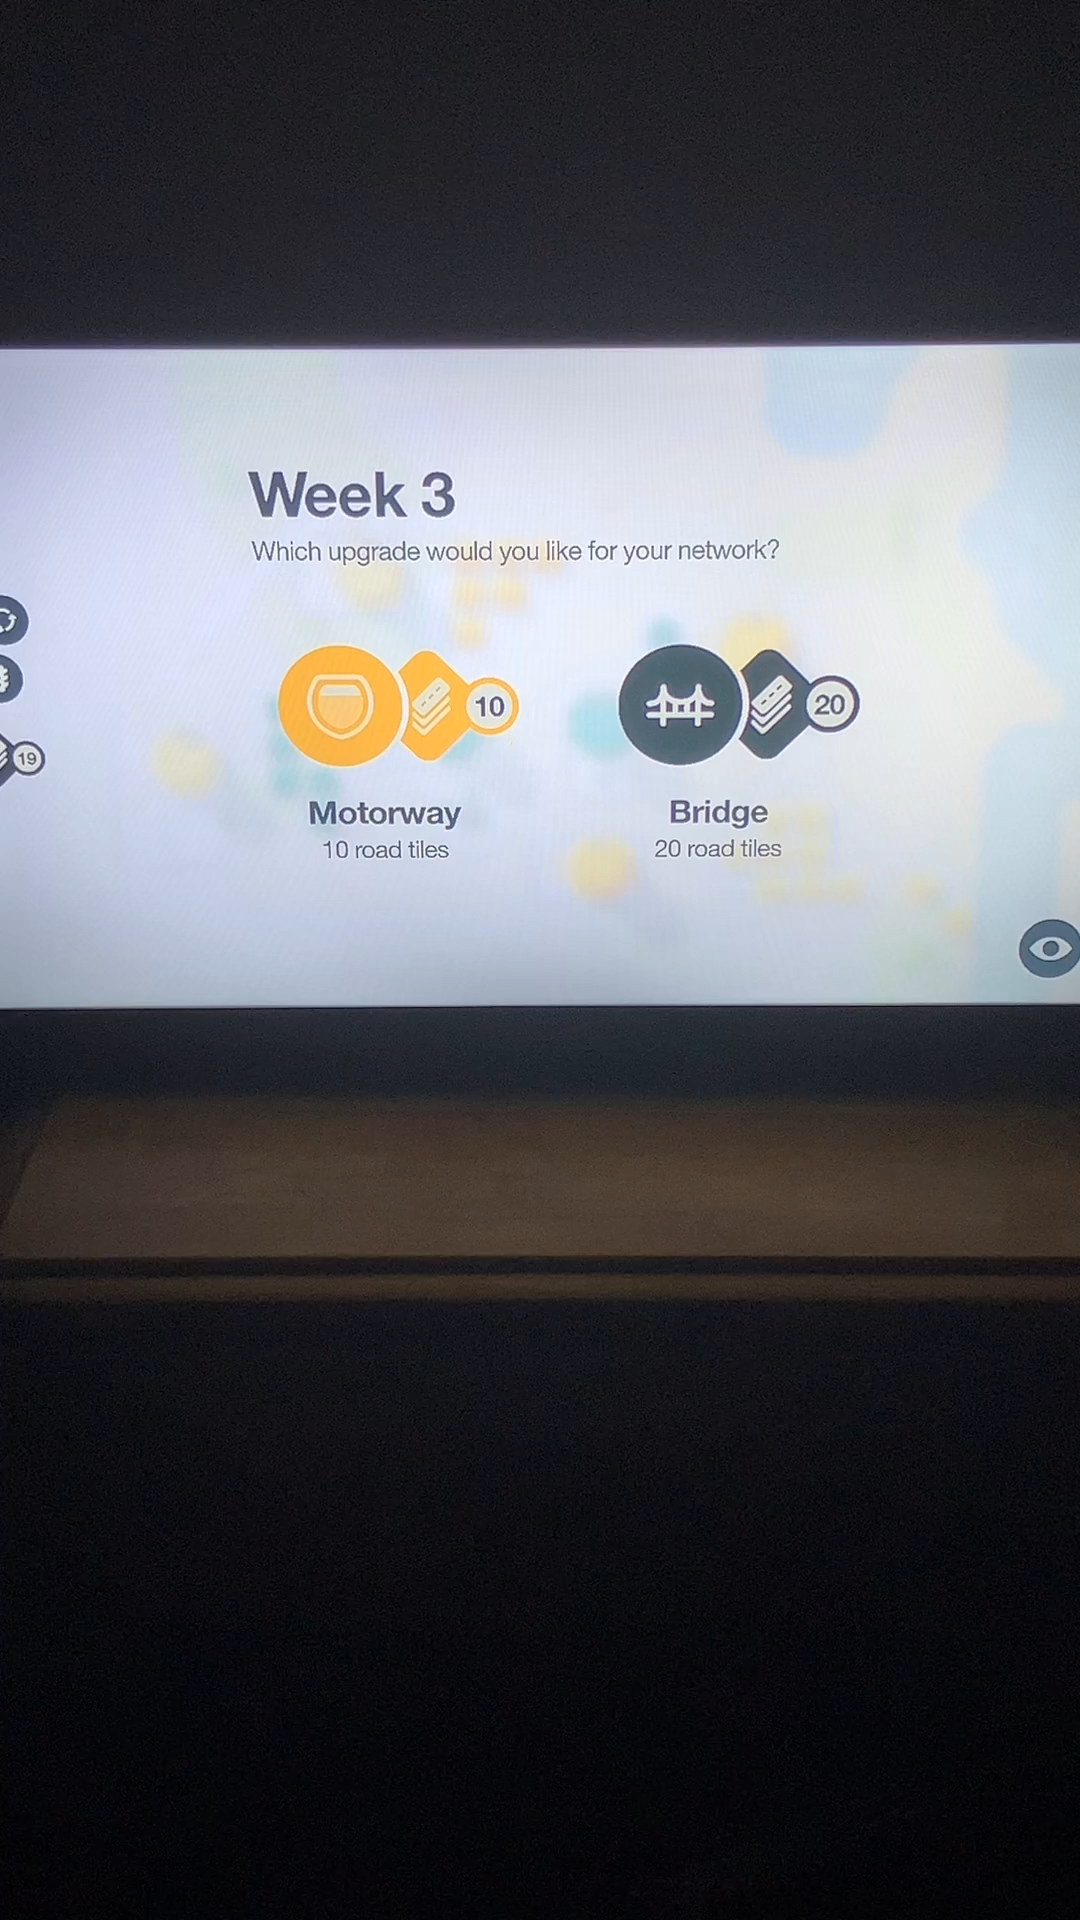 Week 3
Which upgrade would you like for your network?
10
20
19
Motorway
Bridge
10 road tiles
20 road tiles